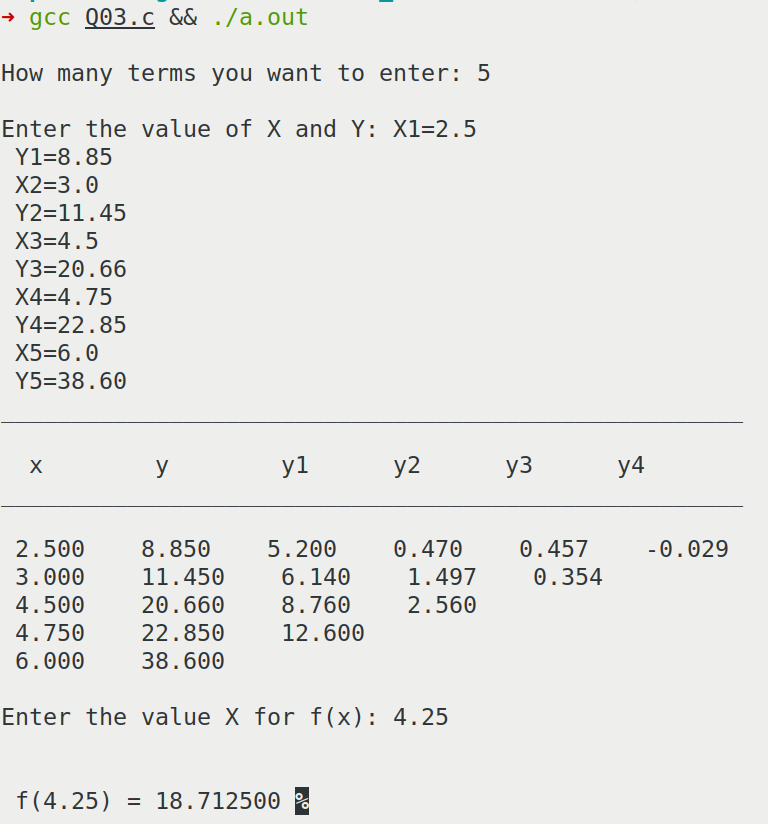 ➜ gcc Q03.c && ./a.out
How many terms you want to enter: 5
Enter the value of X and Y: X1=2.5
Y1=8.85
X2=3.0
Y2=11.45
X3=4.5
Y3=20.66
X4=4.75
Y4=22.85
X5=6.0
Y5=38.60
x y y1 y2 y3 y4
2.500 8.850 5.200 0.470 0.457 -0.029
3.000 11.450 6.140 1.497 0.354
4.500 20.660 8.760 2.560
4.750 22.850 12.600
6.000 38.600
Enter the value X for f(x): 4.25
f(4.25) = 18.712500 %